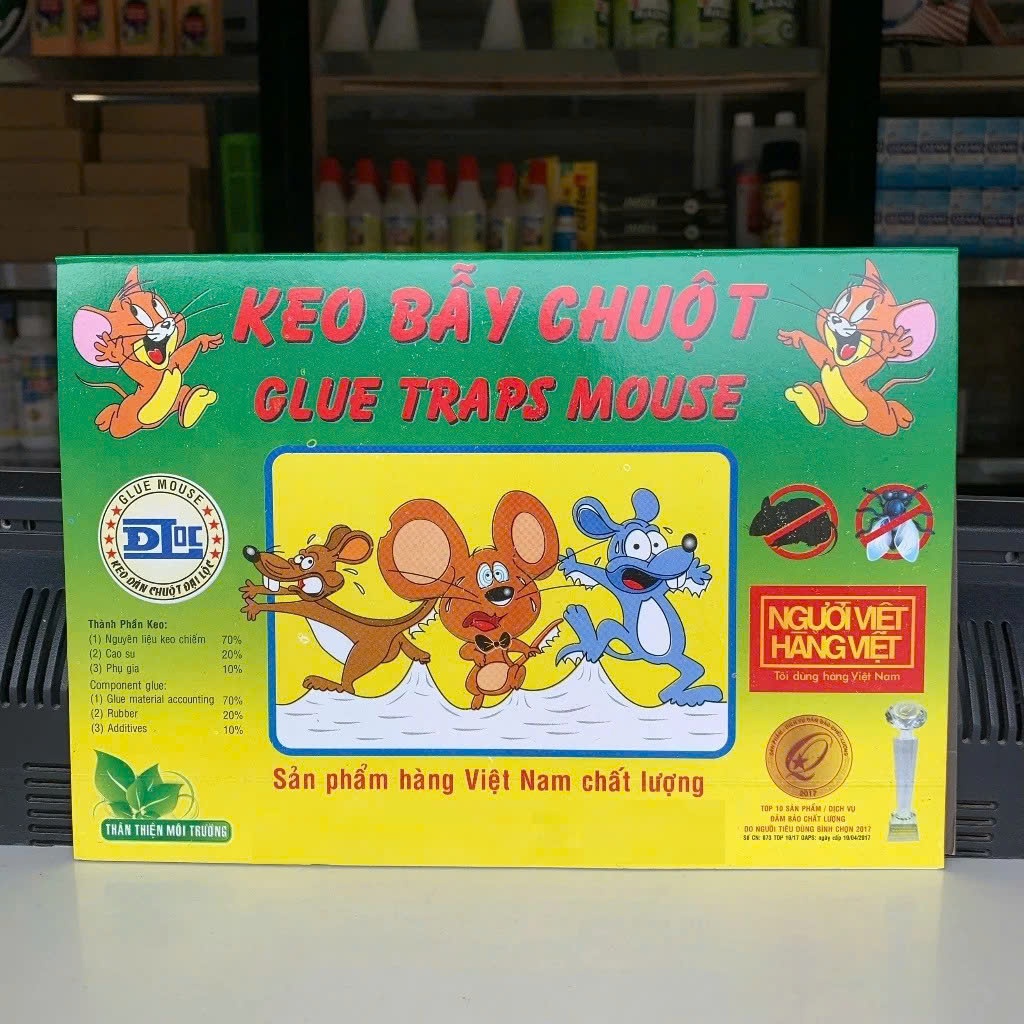 KEO BẪY CHUỘT
GLUE TRAPS MOUSE
GLUE MOUSE
ĐLOC
KEO DÁN CHUỘT ĐẠI LỘC
Thành Phần Keo:
(1) Nguyên liệu keo chiếm 70%
(2) Cao su 20%
(3) Phụ gia 10%
Component glue:
(1) Glue material accounting 70%
(2) Rubber 20%
(3) Additives 10%
THÂN THIỆN MÔI TRƯỜNG
Sản phẩm hàng Việt Nam chất lượng
NGƯỜI VIỆT
HÀNG VIỆT
Tôi dùng hàng Việt Nam
2017
TOP 10 SẢN PHẨM / DỊCH VỤ
ĐẢM BẢO CHẤT LƯỢNG
DO NGƯỜI TIÊU DÙNG BÌNH CHỌN 2017